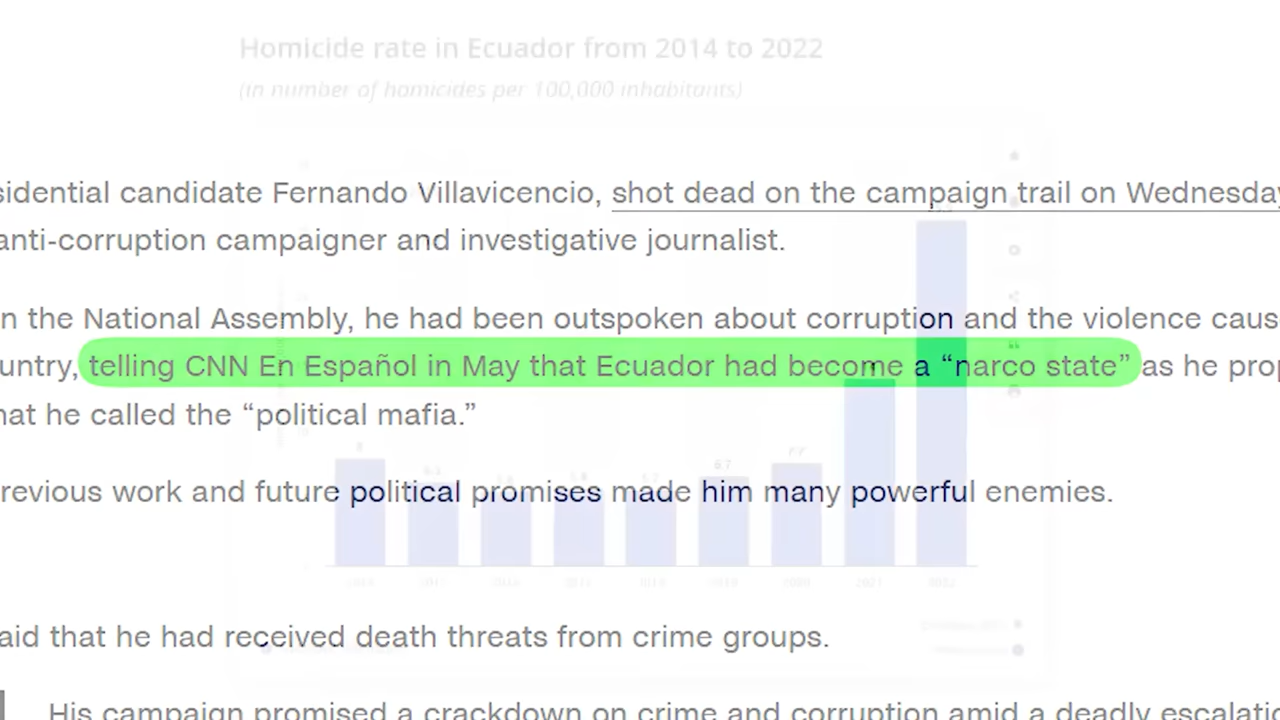 Homicide rate in Ecuador from 2014 to 2022
(in number of homicides per 100,000 inhabitants)
sidential candidate Fernando Villavicencio, shot dead on the campaign trail on Wednesday
anti-corruption campaigner and investigative journalist.
n the National Assembly, he had been outspoken about corruption and the violence caus
untry, telling CNN En Español in May that Ecuador had become a “narco state” as he prop
hat he called the “political mafia.”
revious work and future political promises made him many powerful enemies.
6.7
7.7
aid that he had received death threats from crime groups.
His campaign promised a crackdown on crime and corruption amid a deadly escalatio